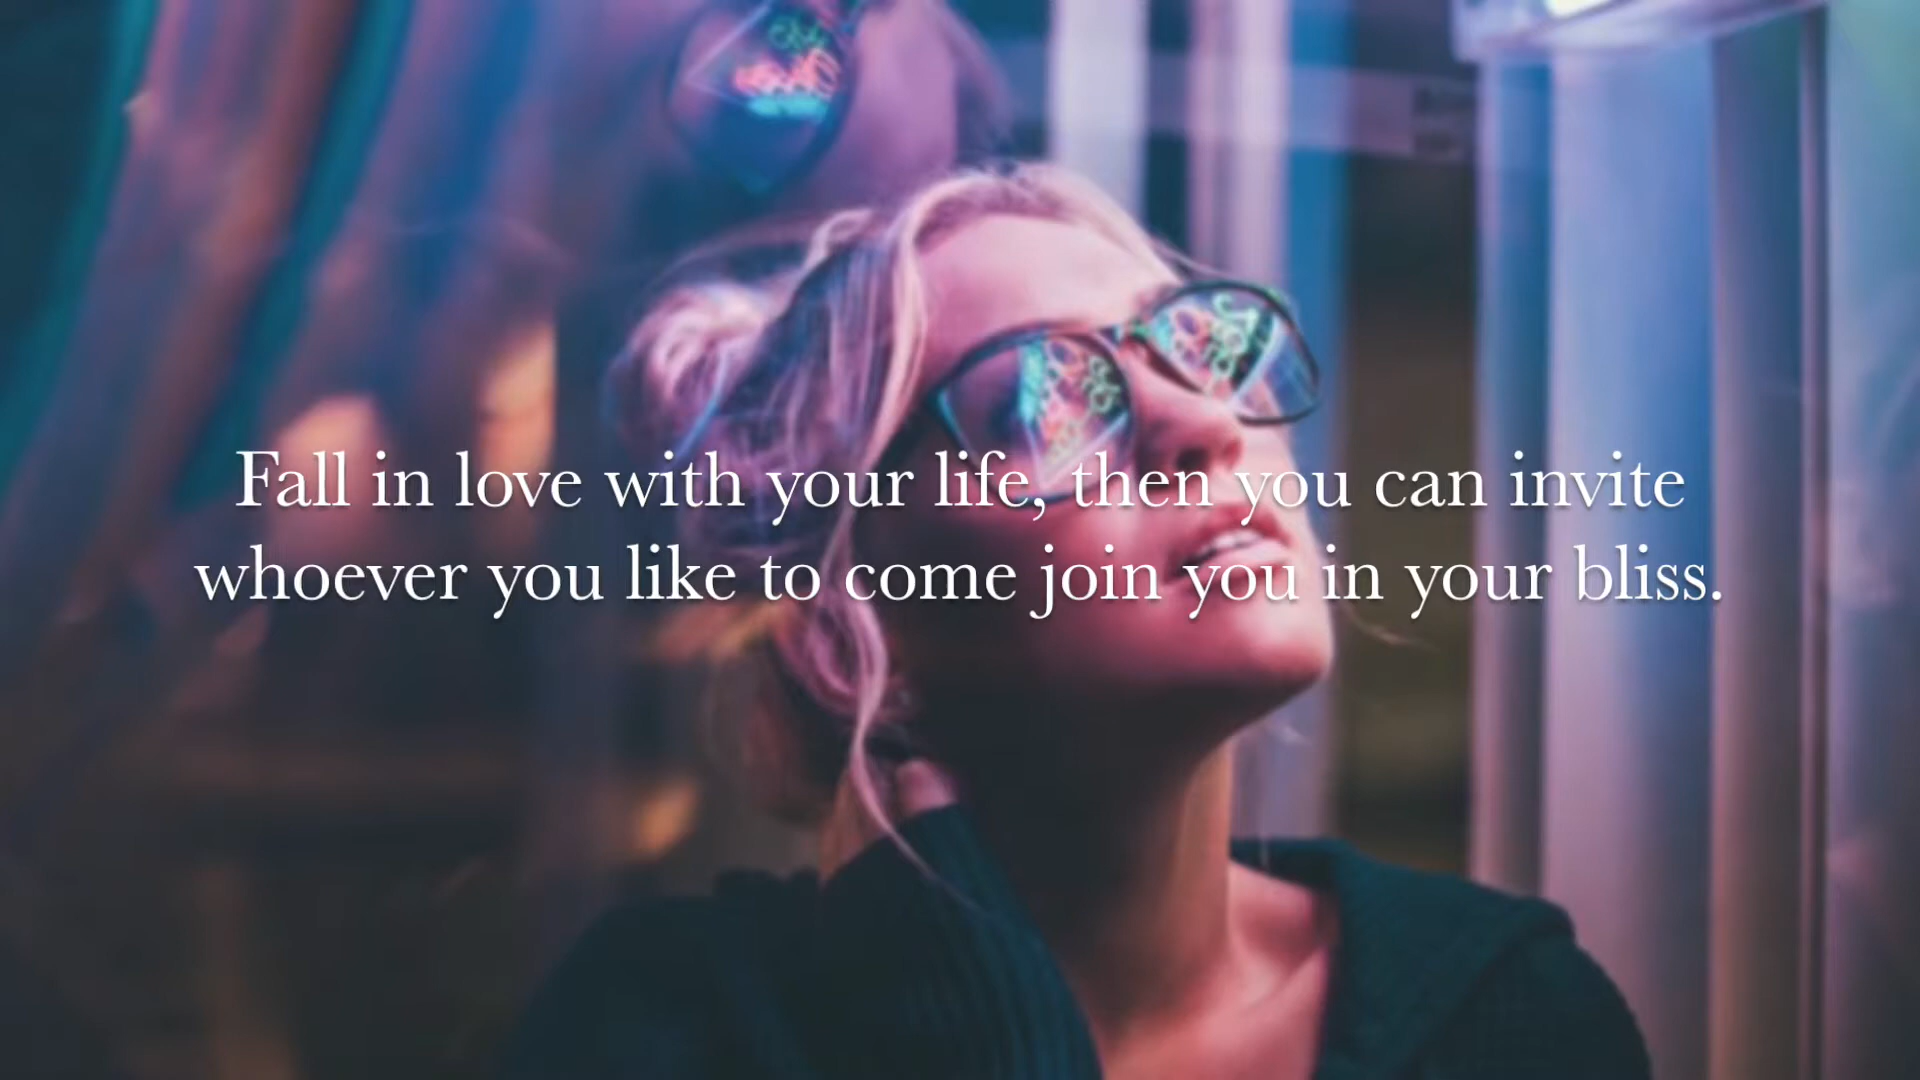 Fall in love with your life, then you can invite
whoever you like to come join you in your bliss.